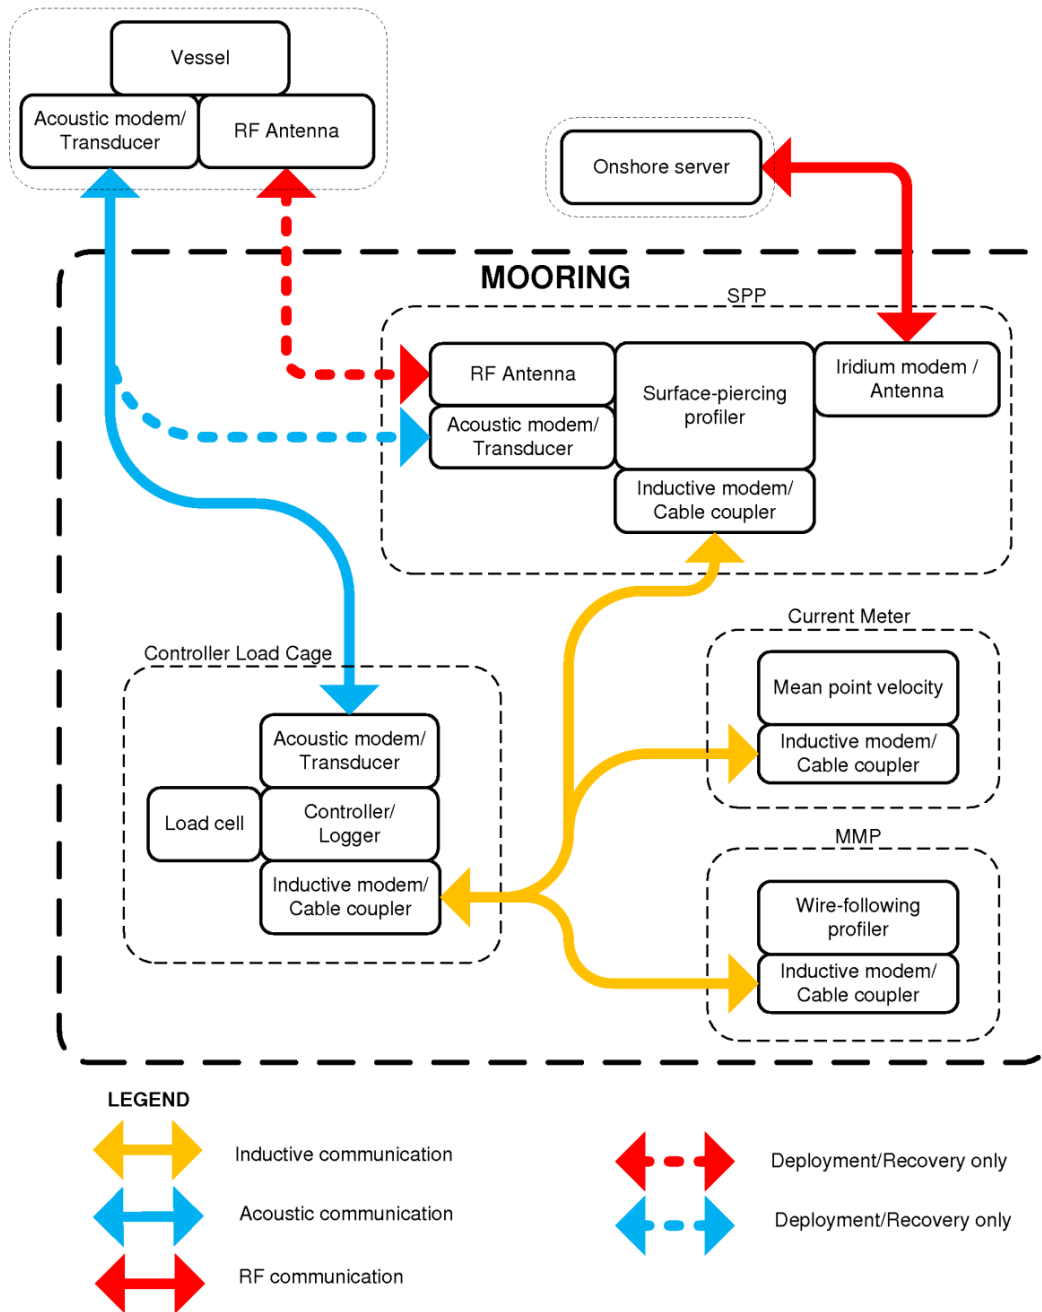 Vessel
Acoustic modem/
Transducer
RF Antenna
Onshore server
MOORING
SPP
RF Antenna
Acoustic modem/
Transducer
Surface-piercing
profiler
Iridium modem /
Antenna
Inductive modem/
Cable coupler
Controller Load Cage
Acoustic modem/
Transducer
Load cell
Controller/
Logger
Inductive modem/
Cable coupler
Current Meter
Mean point velocity
Inductive modem/
Cable coupler
MMP
Wire-following
profiler
Inductive modem/
Cable coupler
LEGEND
Inductive communication
Acoustic communication
RF communication
Deployment/Recovery only
Deployment/Recovery only